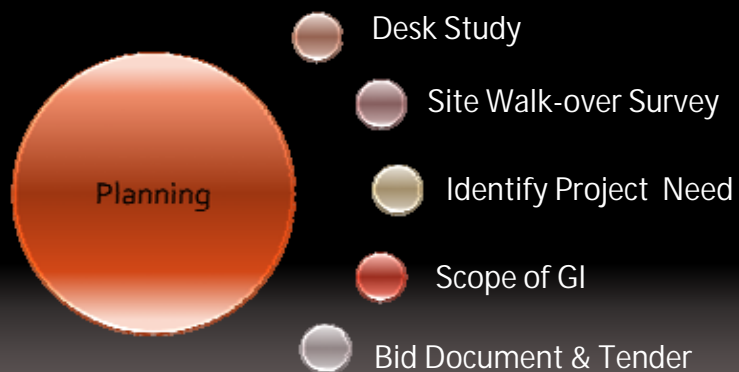 Desk Study
Site Walk-over Survey
Planning
Identify Project Need
Scope of GI
Bid Document & Tender